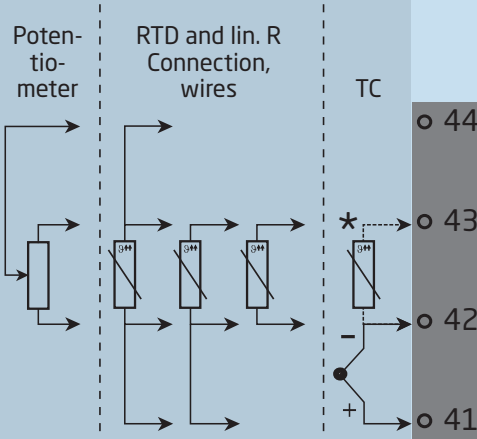 Poten-
tio-
meter
RTD and lin. R
Connection,
wires
TC
44
*
43
ϑ
ϑ
ϑ
ϑ
−
42
+
41